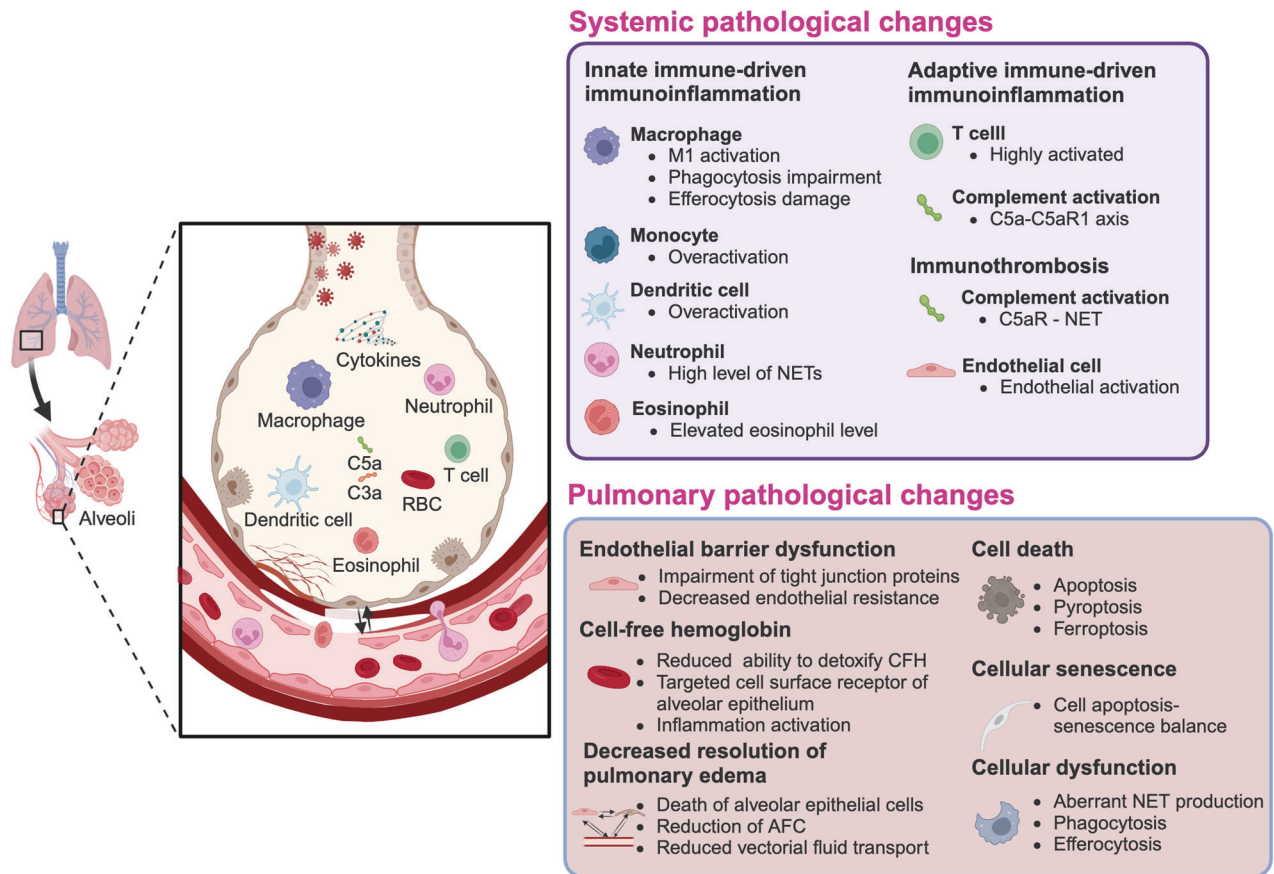 Systemic pathological changes
Innate immune-driven
immunoinflammation
Macrophage
• M1 activation
• Phagocytosis impairment
• Efferocytosis damage
Monocyte
• Overactivation
Dendritic cell
• Overactivation
Neutrophil
• High level of NETs
Eosinophil
• Elevated eosinophil level
Adaptive immune-driven
immunoinflammation
T celll
• Highly activated
Complement activation
• C5a-C5aR1 axis
Immunothrombosis
Complement activation
• C5aR - NET
Endothelial cell
• Endothelial activation
Alveoli
Cytokines
Macrophage
Neutrophil
C5a
C3a
T cell
RBC
Dendritic cell
Eosinophil
Pulmonary pathological changes
Endothelial barrier dysfunction
• Impairment of tight junction proteins
• Decreased endothelial resistance
Cell-free hemoglobin
• Reduced ability to detoxify CFH
• Targeted cell surface receptor of
alveolar epithelium
• Inflammation activation
Decreased resolution of
pulmonary edema
• Death of alveolar epithelial cells
• Reduction of AFC
• Reduced vectorial fluid transport
Cell death
• Apoptosis
• Pyroptosis
• Ferroptosis
Cellular senescence
• Cell apoptosis-
senescence balance
Cellular dysfunction
• Aberrant NET production
• Phagocytosis
• Efferocytosis